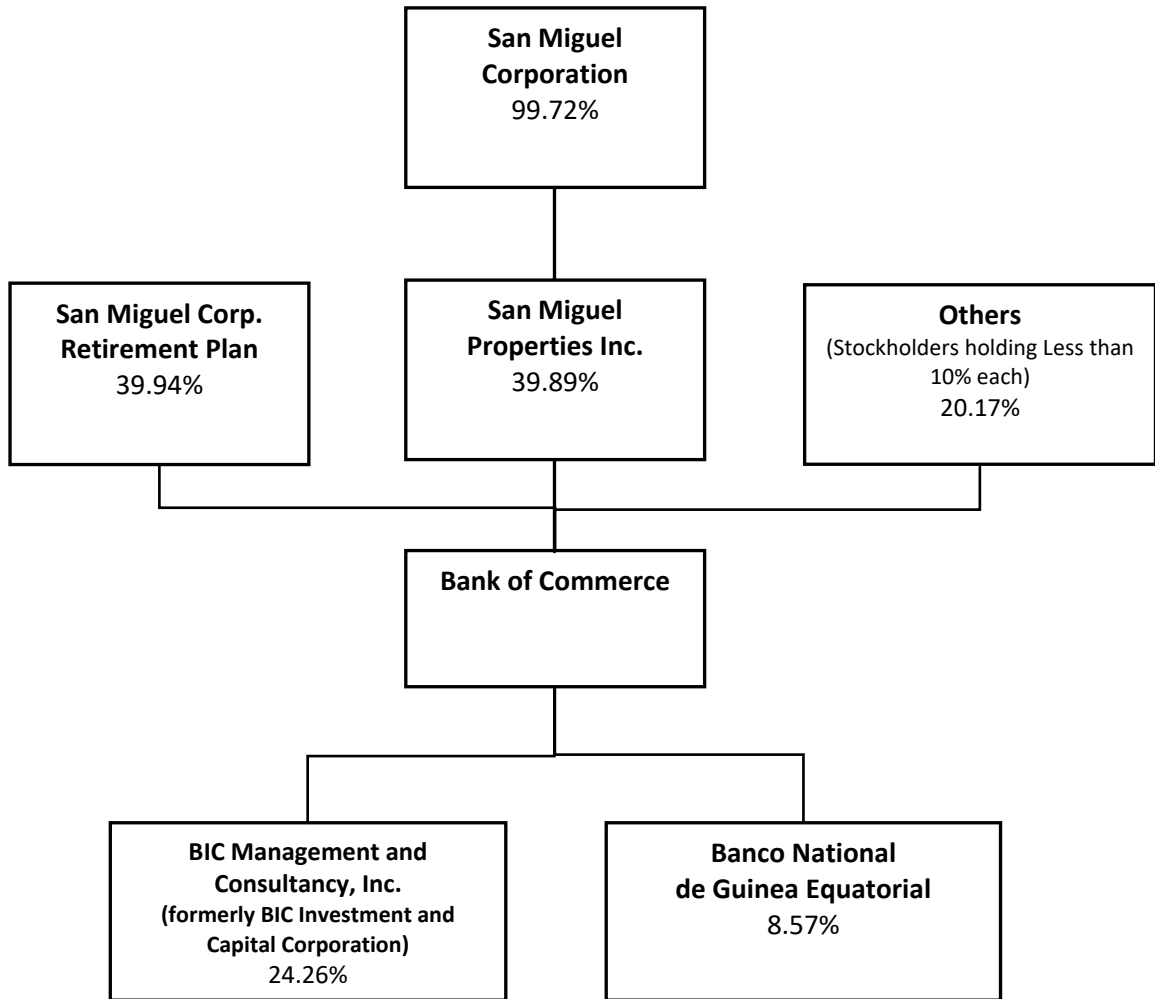 San Miguel
Corporation
99.72%
San Miguel Corp.
Retirement Plan
39.94%
San Miguel
Properties Inc.
39.89%
Others
(Stockholders holding Less than
10% each)
20.17%
Bank of Commerce
BIC Management and
Consultancy, Inc.
(formerly BIC Investment and
Capital Corporation)
24.26%
Banco National
de Guinea Equatorial
8.57%